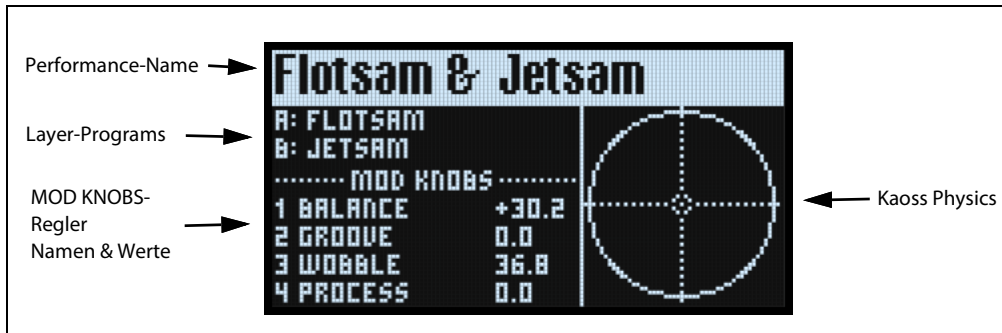 Performance-Name
Flotsam & Jetsam
Layer-Programs
A: FLOTSAM
B: JETSAM
MOD KNOBS
MOD KNOBS-
Regler
Namen & Werte
1 BALANCE +30.2
2 GROOVE 0.0
3 WOBBLE 36.8
4 PROCESS 0.0
Kaoss Physics